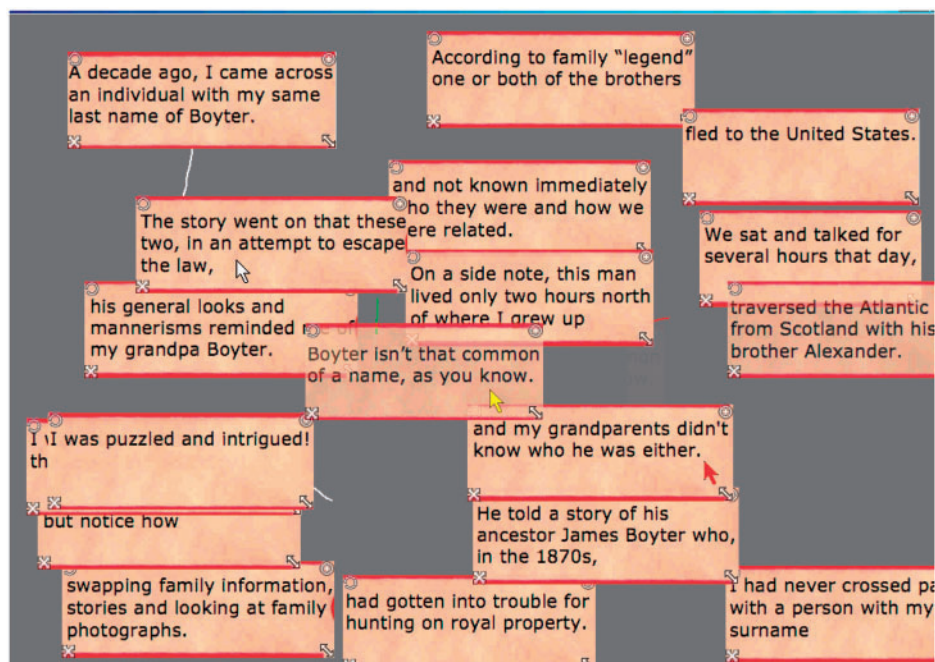 A decade ago, I came across
an individual with my same
last name of Boyter.
According to family “legend”
one or both of the brothers
fled to the United States.
and not known immediately
ho they were and how we
ere related.
The story went on that these
two, in an attempt to escape
the law,
We sat and talked for
several hours that day,
On a side note, this man
lived only two hours north
of where I grew up
his general looks and
mannerisms reminded me of
my grandpa Boyter.
traversed the Atlantic
from Scotland with his
brother Alexander.
Boyter isn’t that common
of a name, as you know.
I was puzzled and intrigued!
I
th
and my grandparents didn't
know who he was either.
but notice how
He told a story of his
ancestor James Boyter who,
in the 1870s,
swapping family information,
stories and looking at family
photographs.
had gotten into trouble for
hunting on royal property.
I had never crossed pa
with a person with my
surname